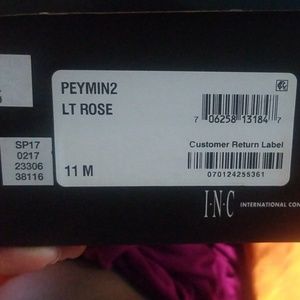 PEYMIN2
LT ROSE
7 06258 13184 7
SP17
0217
23306
38116
11 M
Customer Return Label
070124255361
I·N·C INTERNATIONAL CON